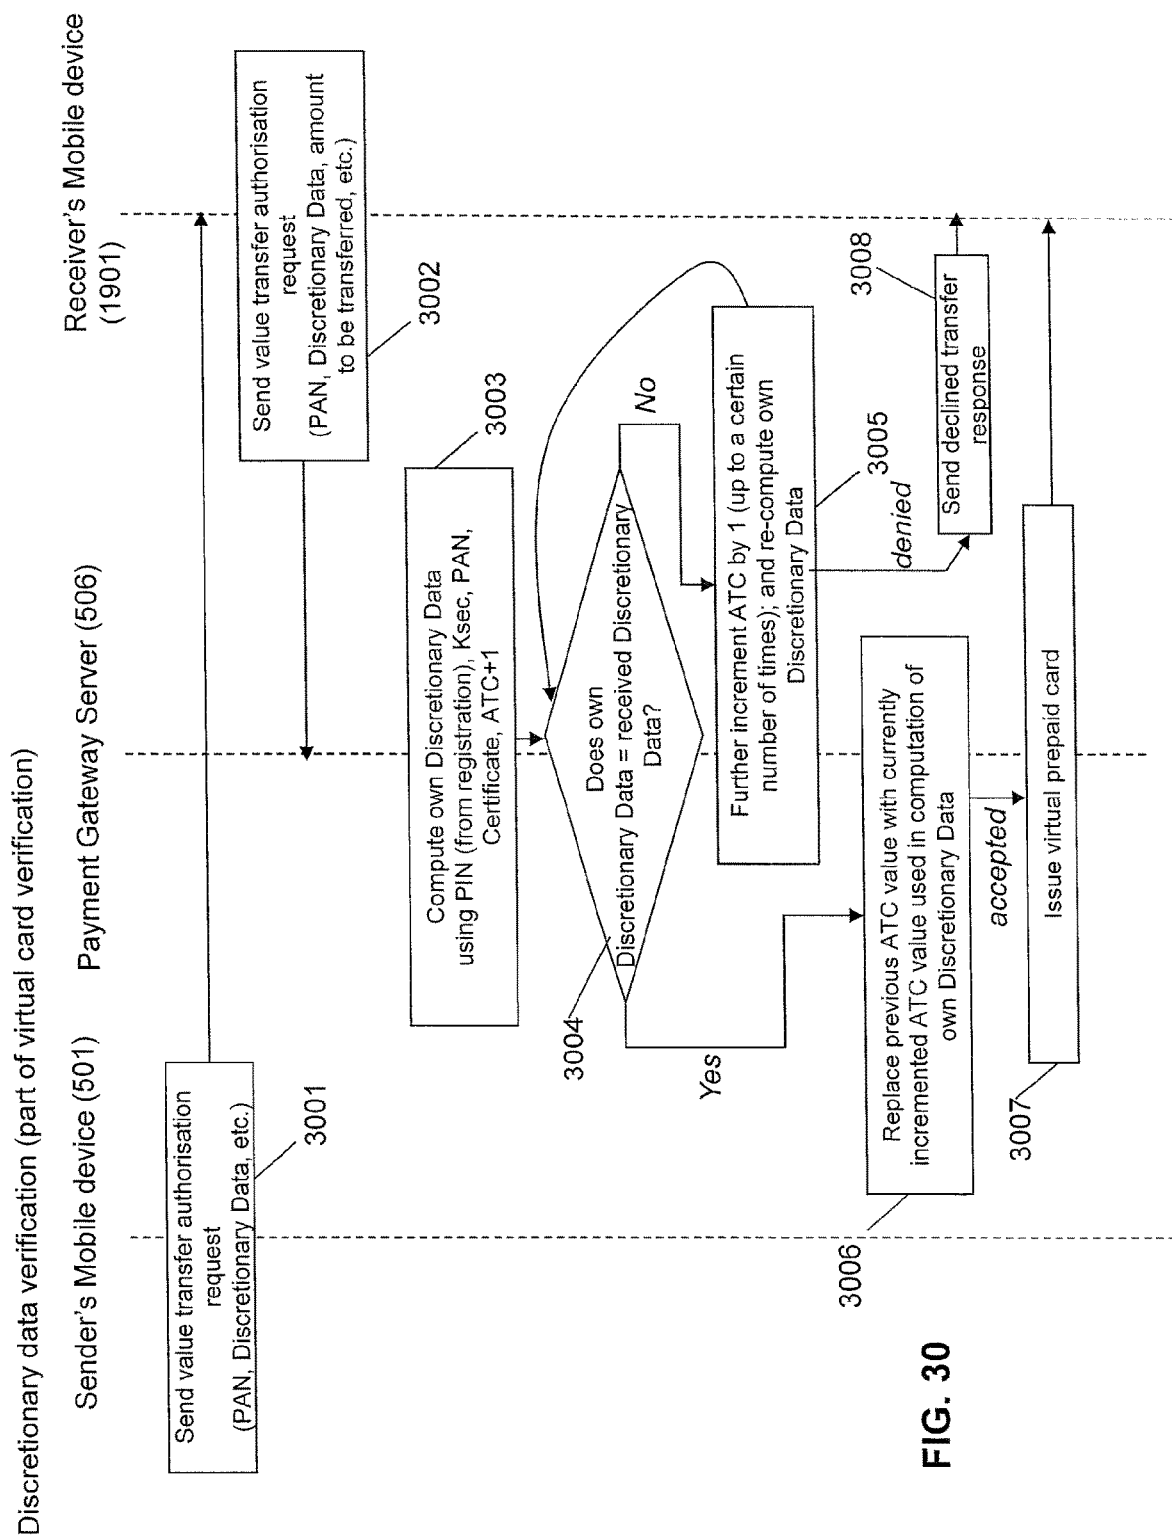 Discretionary data verification (part of virtual card verification)
Sender's Mobile device (501)
Payment Gateway Server (506)
Receiver's Mobile device
(1901)
Send value transfer authorisation
request
(PAN, Discretionary Data, etc.)
3001
Send value transfer authorisation
request
(PAN, Discretionary Data, amount
to be transferred, etc.)
3002
Compute own Discretionary Data
using PIN (from registration), Ksec, PAN,
Certificate, ATC+1
3003
Does own
Discretionary Data = received Discretionary
Data?
3004
Yes
No
Further increment ATC by 1 (up to a certain
number of times); and re-compute own
Discretionary Data
3005
denied
Replace previous ATC value with currently
incremented ATC value used in computation of
own Discretionary Data
3006
accepted
Send declined transfer
response
3008
Issue virtual prepaid card
3007
FIG. 30